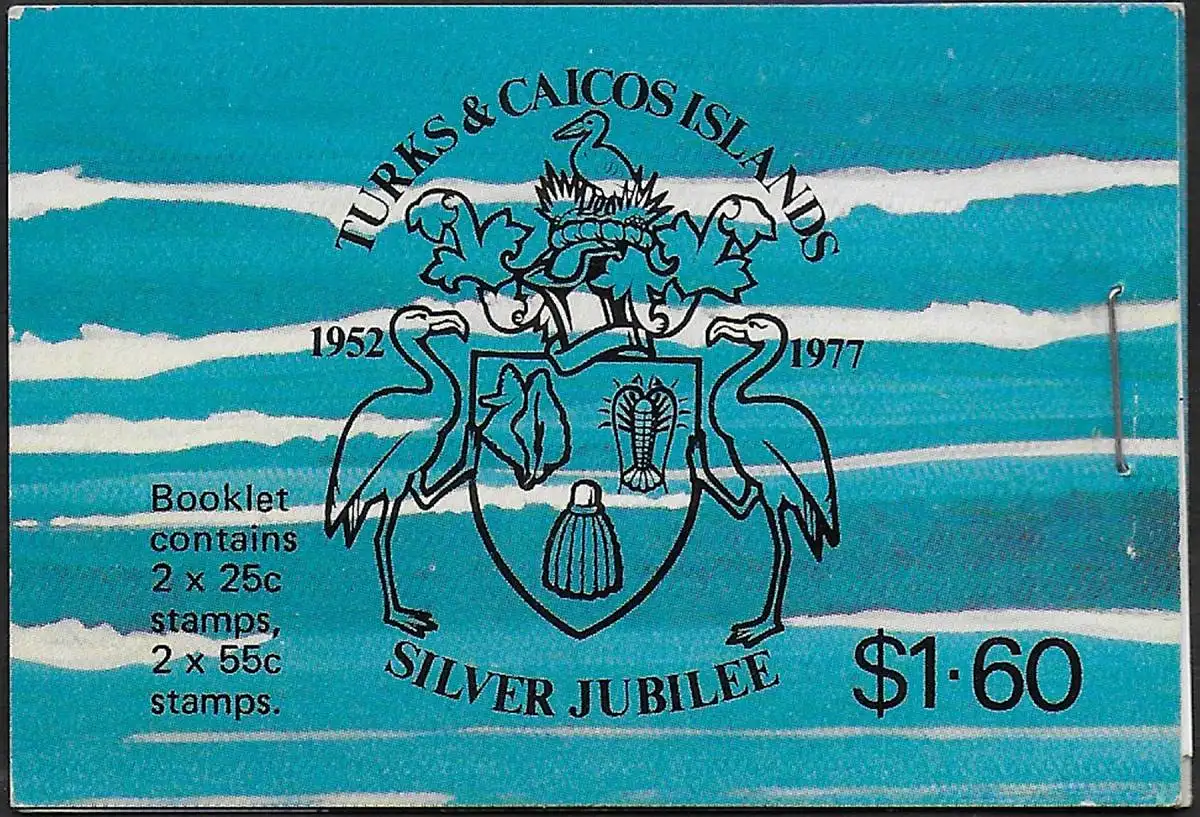 TURKS & CAICOS ISLANDS
1952
1977
Booklet
contains
2 x 25c
stamps,
2 x 55c
stamps.
SILVER JUBILEE
$1·60